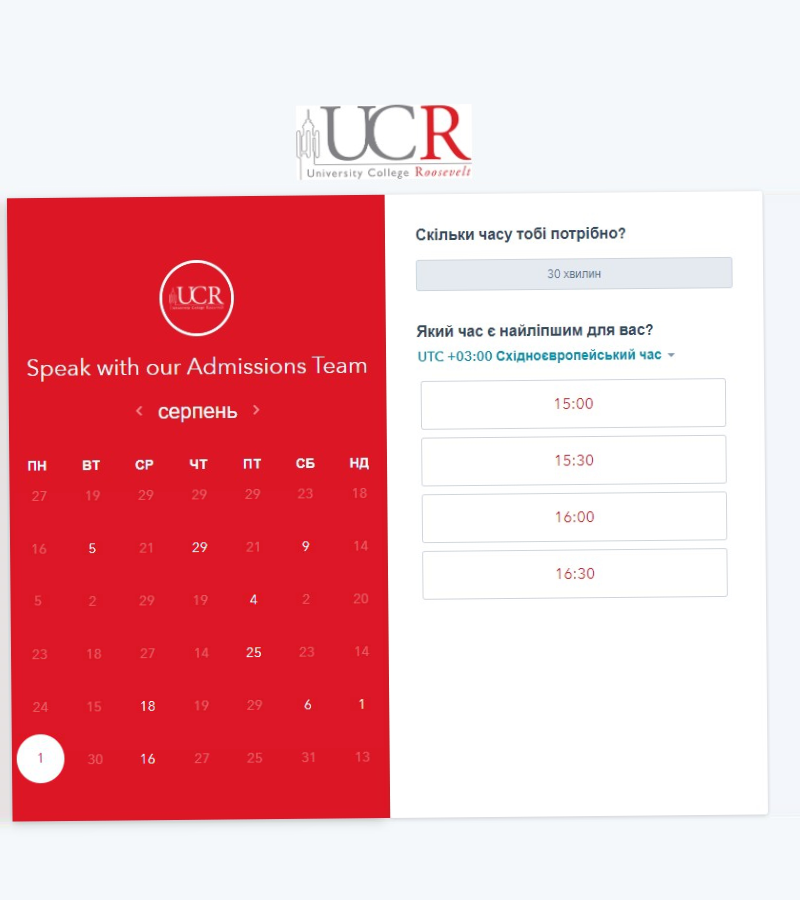 UCR
University College Roosevelt
UCR
Speak with our Admissions Team
серпень
ПН ВТ СР ЧТ ПТ СБ НД
27 19 29 29 29 23 18
16 5 21 29 21 9 14
5 2 29 19 4 2 20
23 18 27 14 25 23 14
24 15 18 19 29 6 1
1 30 16 27 25 31 13
Скільки часу тобі потрібно?
30 хвилин
Який час є найліпшим для вас?
UTC +03:00 Східноєвропейський час
15:00
15:30
16:00
16:30